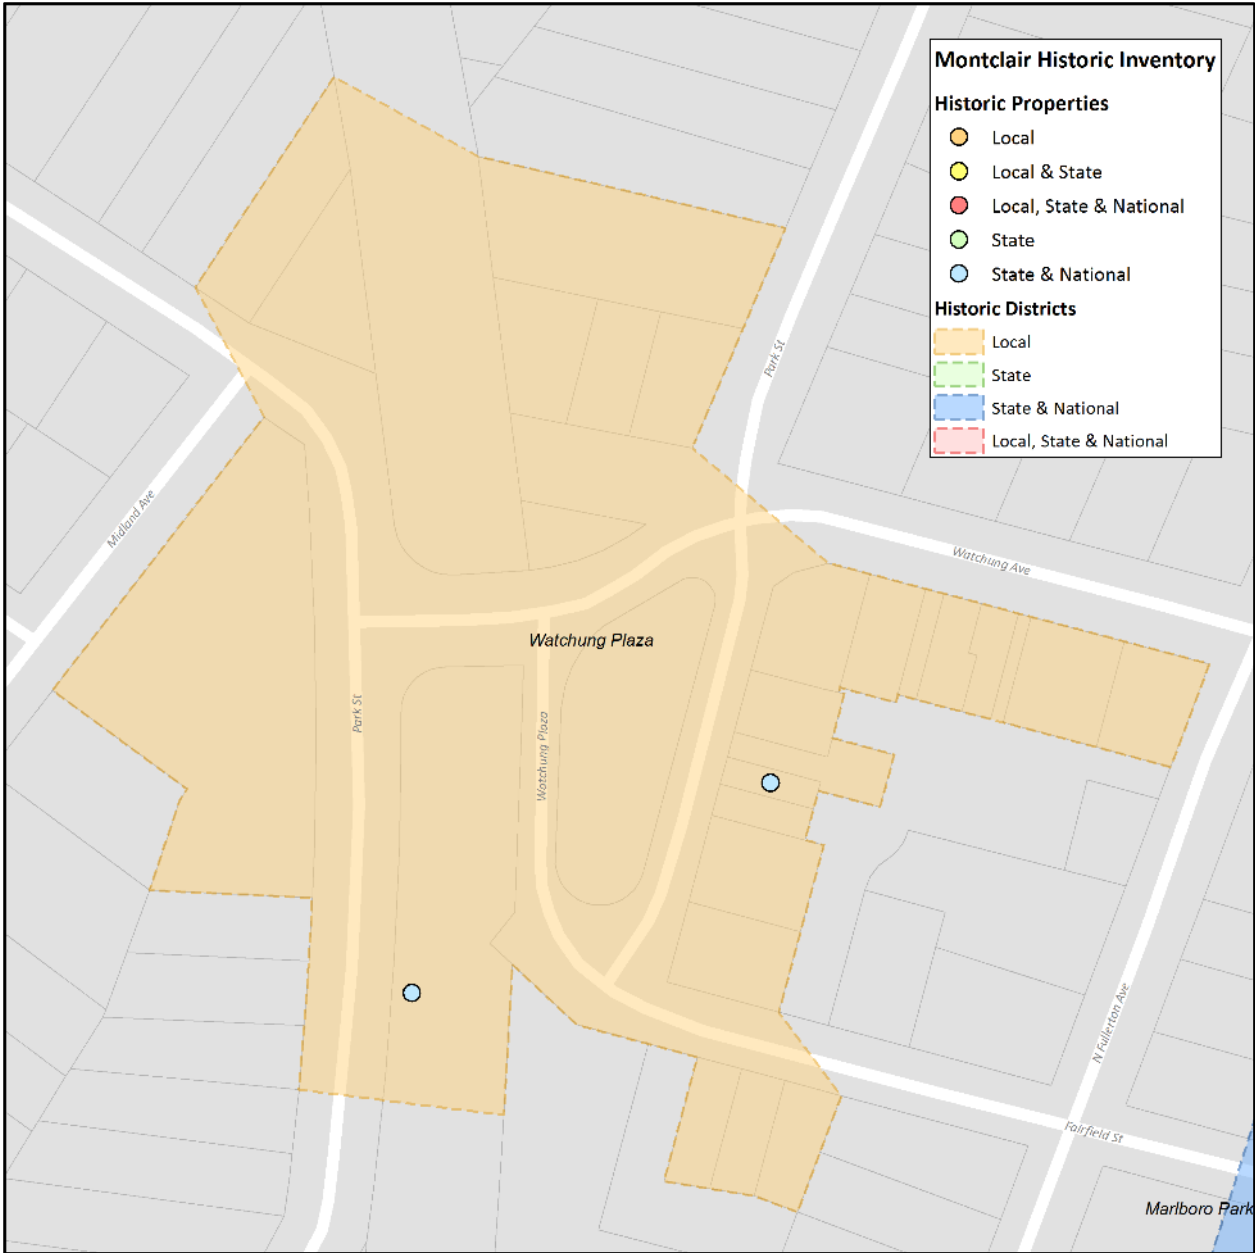 Montclair Historic Inventory
Historic Properties
Local
Local & State
Local, State & National
State
State & National
Historic Districts
Local
State
State & National
Local, State & National
Park St
Midland Ave
Watchung Ave
Watchung Plaza
Park St
Watchung Plaza
N Fullerton Ave
Fairfield St
Marlboro Park